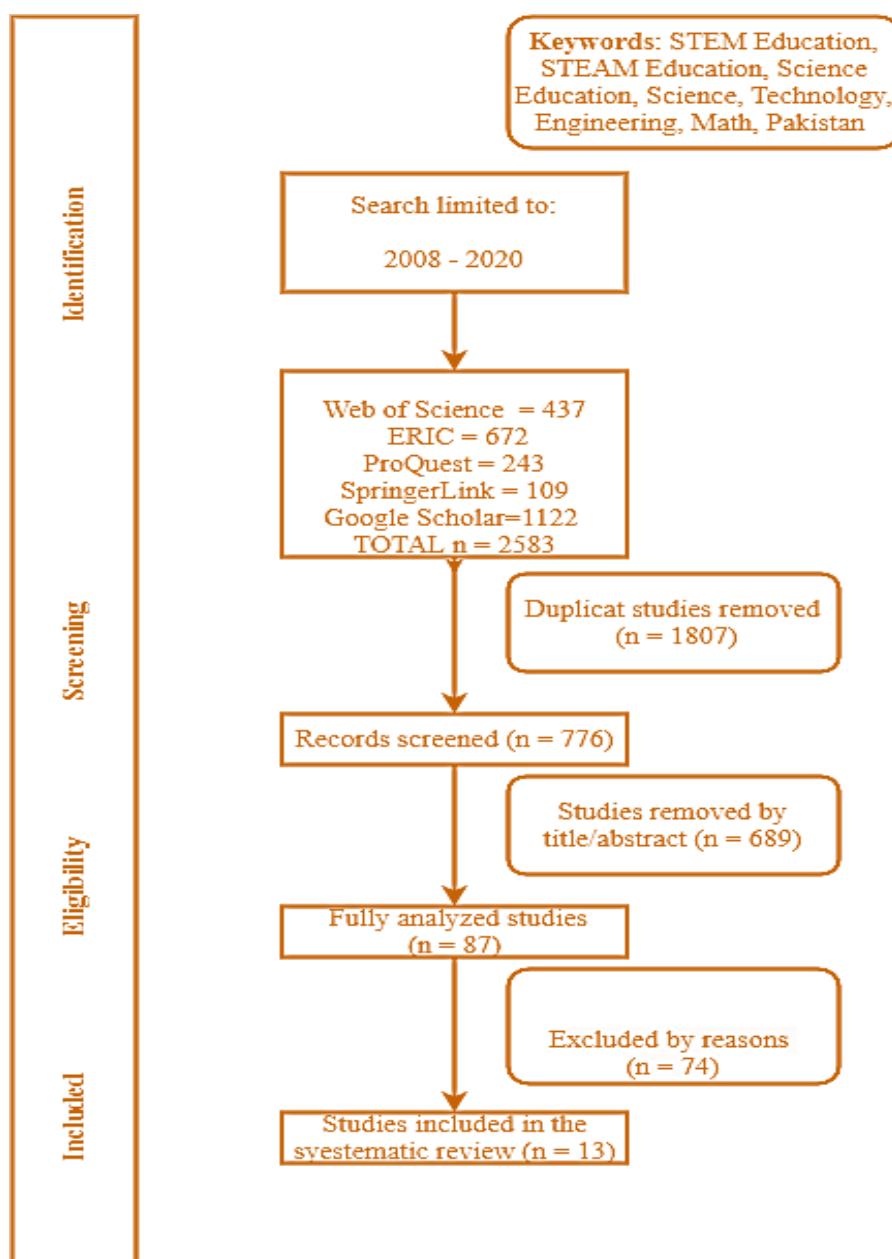 Keywords: STEM Education,
STEAM Education, Science
Education, Science, Technology,
Engineering, Math, Pakistan
Identification
Search limited to:
2008 - 2020
Web of Science = 437
ERIC = 672
ProQuest = 243
SpringerLink = 109
Google Scholar=1122
TOTAL n = 2583
Screening
Duplicat studies removed
(n = 1807)
Records screened (n = 776)
Eligibility
Studies removed by
title/abstract (n = 689)
Fully analyzed studies
(n = 87)
Excluded by reasons
(n = 74)
Included
Studies included in the
syestematic review (n = 13)